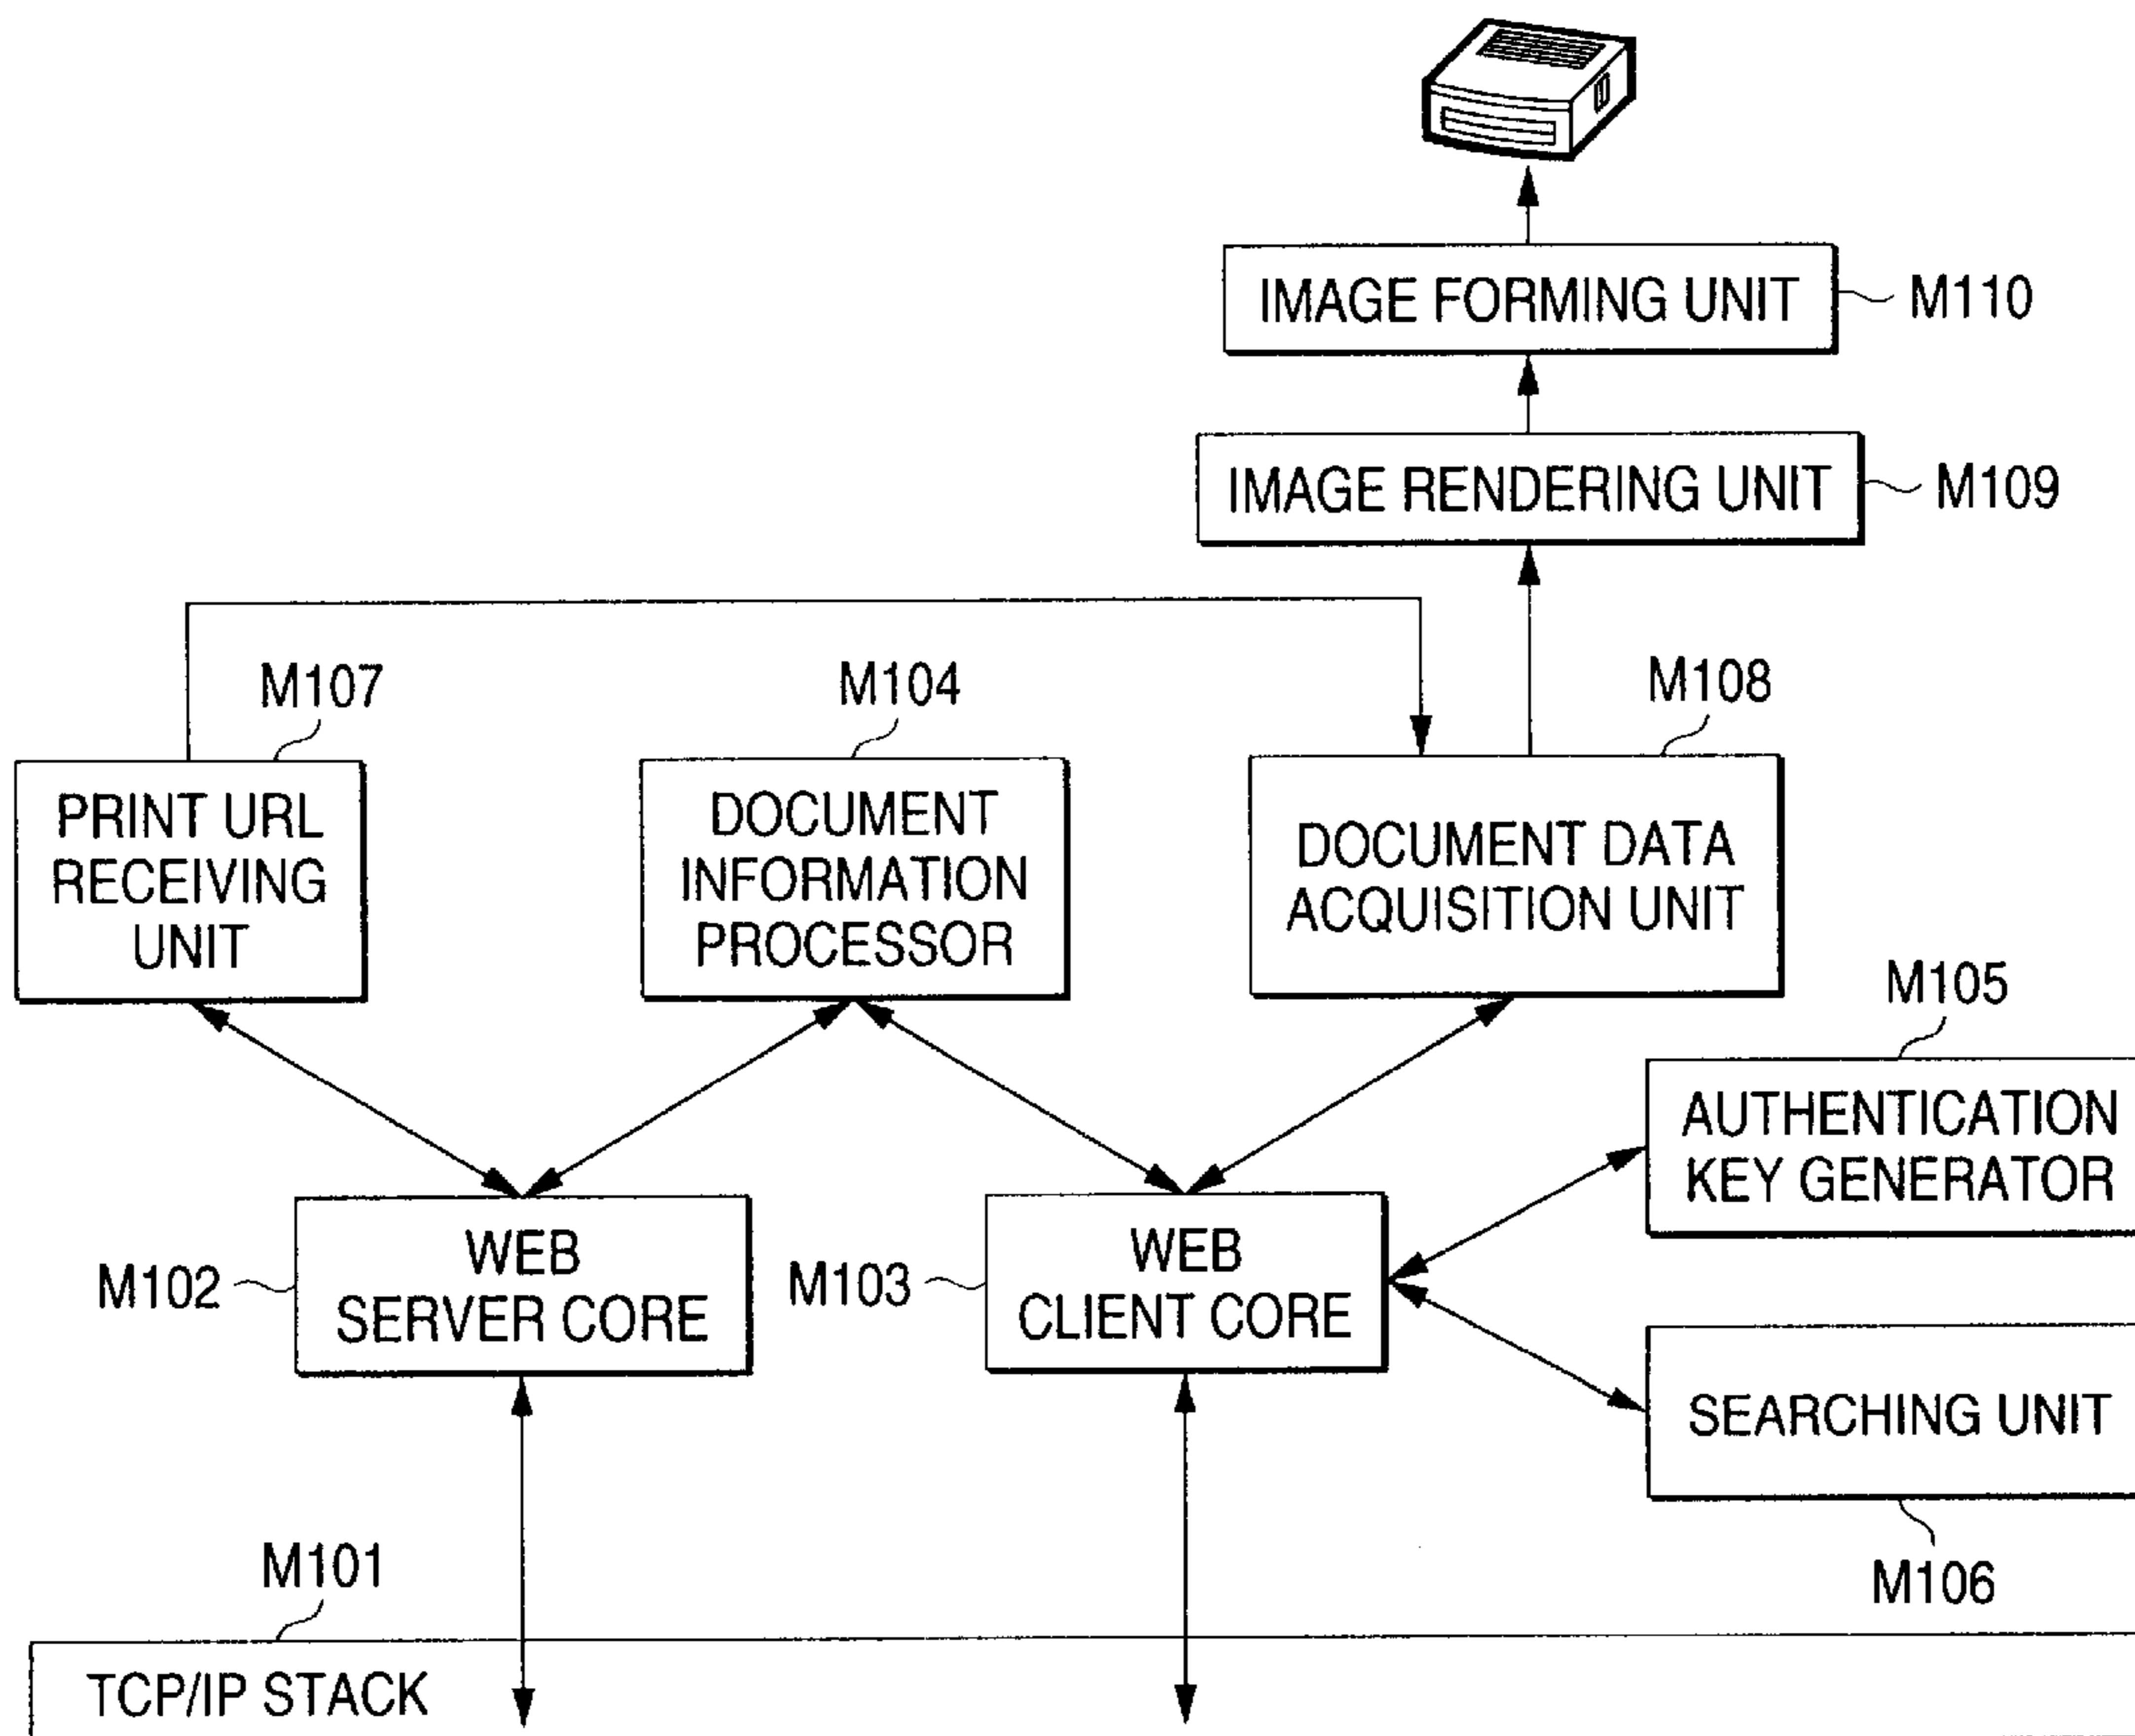 IMAGE FORMING UNIT
M110
IMAGE RENDERING UNIT
M109
M107
M104
M108
PRINT URL
RECEIVING
UNIT
DOCUMENT
INFORMATION
PROCESSOR
DOCUMENT DATA
ACQUISITION UNIT
M105
AUTHENTICATION
KEY GENERATOR
M102
WEB
SERVER CORE
M103
WEB
CLIENT CORE
SEARCHING UNIT
M106
M101
TCP/IP STACK